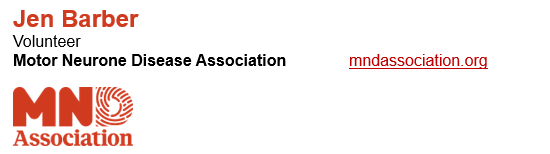 Jen Barber
Volunteer
Motor Neurone Disease Association mndassociation.org
MND
Association